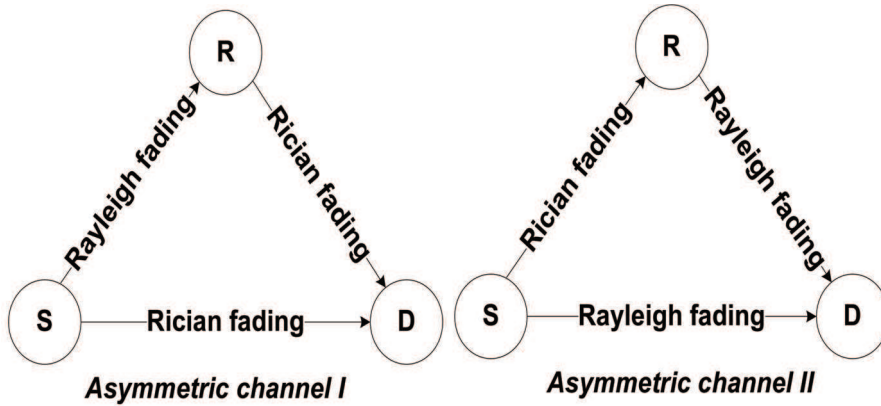 R
Rayleigh fading
Rician fading
S
Rician fading
D
Asymmetric channel I
R
Rician fading
Rayleigh fading
S
Rayleigh fading
D
Asymmetric channel II